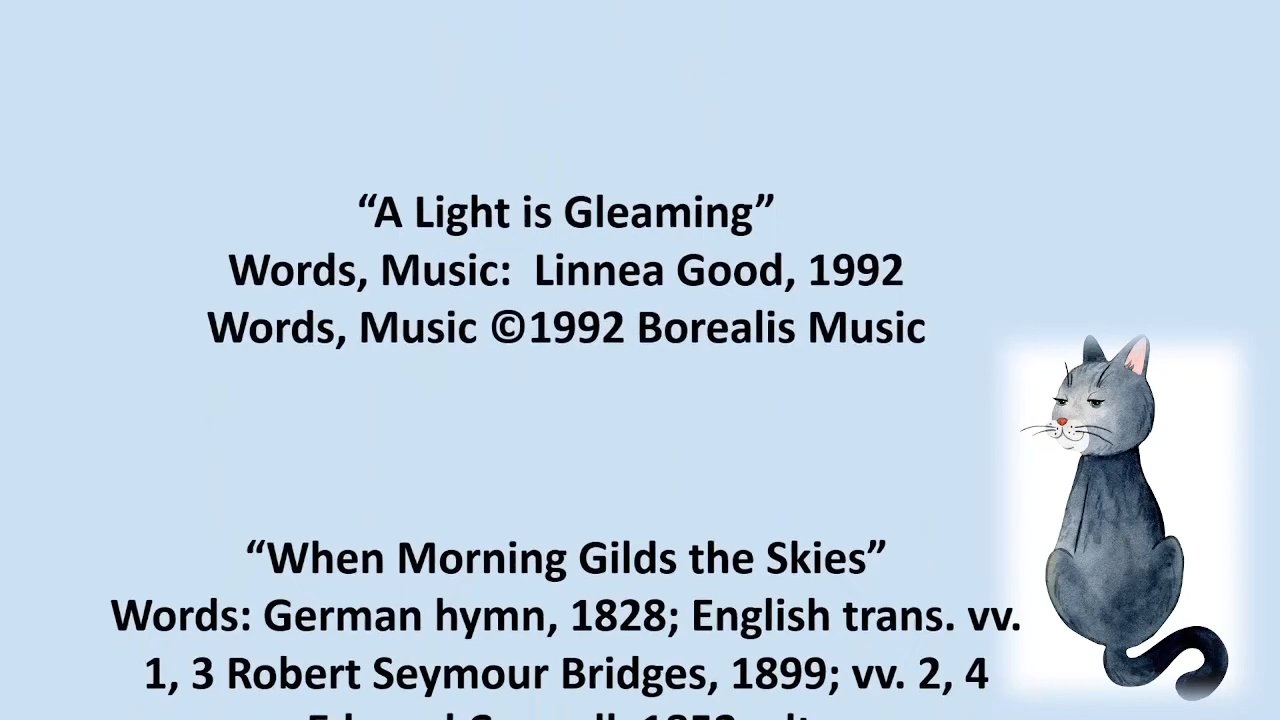 “A Light is Gleaming”
Words, Music:  Linnea Good, 1992
Words, Music ©1992 Borealis Music
“When Morning Gilds the Skies”
Words: German hymn, 1828; English trans. vv.
1, 3 Robert Seymour Bridges, 1899; vv. 2, 4